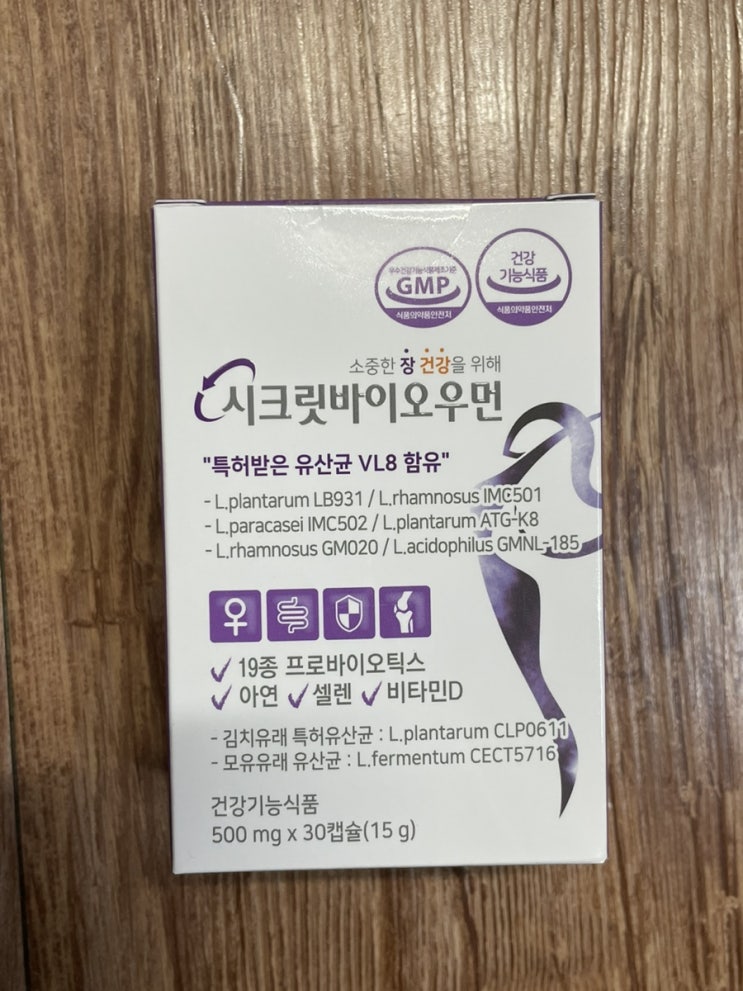 우수건강기능식품제조기준
GMP
식품의약품안전처
건강
기능식품
식품의약품안전처
소중한 장 건강을 위해
시크릿바이오우먼
"특허받은 유산균 VL8 함유"
- L.plantarum LB931 / L.rhamnosus IMC501
- L.paracasei IMC502 / L.plantarum ATG-K8
- L.rhamnosus GM020 / L.acidophilus GMNL-185
✓ 19종 프로바이오틱스
✓ 아연 ✓ 셀렌 ✓ 비타민D
- 김치유래 특허유산균 : L.plantarum CLP0611
- 모유유래 유산균 : L.fermentum CECT5716
건강기능식품
500 mg x 30캡슐(15 g)